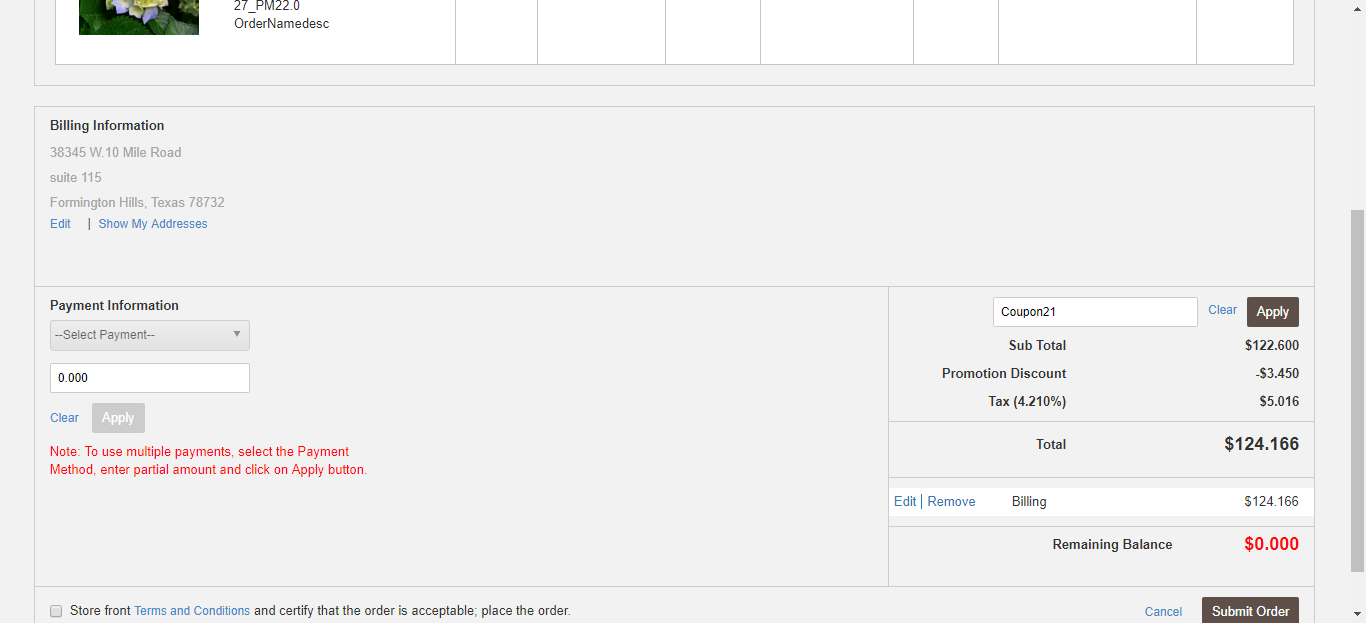 27_PM22.0
OrderNamedesc
Billing Information
38345 W.10 Mile Road
suite 115
Formington Hills, Texas 78732
Edit | Show My Addresses
Payment Information
--Select Payment--
0.000
Clear Apply
Note: To use multiple payments, select the Payment
Method, enter partial amount and click on Apply button.
Coupon21 Clear Apply
Sub Total $122.600
Promotion Discount -$3.450
Tax (4.210%) $5.016
Total $124.166
Edit | Remove Billing $124.166
Remaining Balance $0.000
Store front Terms and Conditions and certify that the order is acceptable; place the order.
Cancel Submit Order